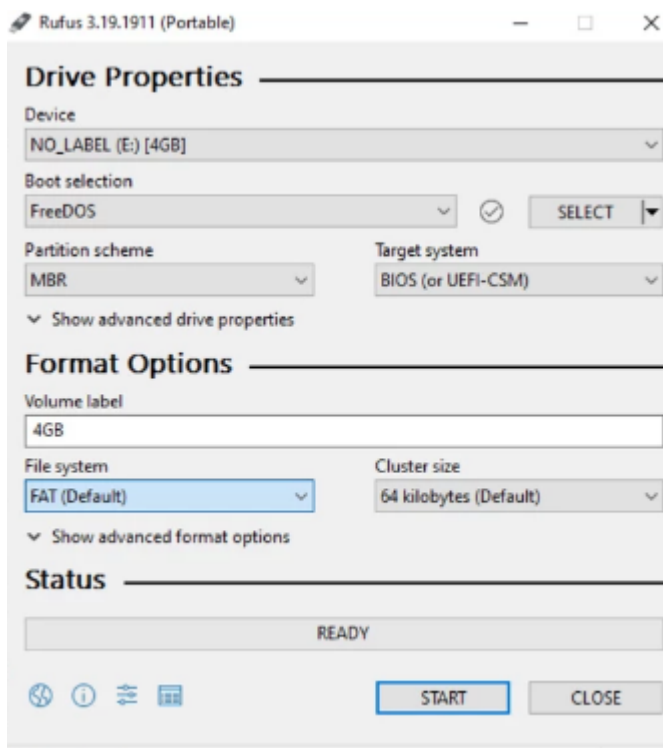 Rufus 3.19.1911 (Portable)
Drive Properties
Device
NO_LABEL (E:) [4GB]
Boot selection
FreeDOS
SELECT
Partition scheme
Target system
MBR
BIOS (or UEFI-CSM)
Show advanced drive properties
Format Options
Volume label
4GB
File system
Cluster size
FAT (Default)
64 kilobytes (Default)
Show advanced format options
Status
READY
START
CLOSE